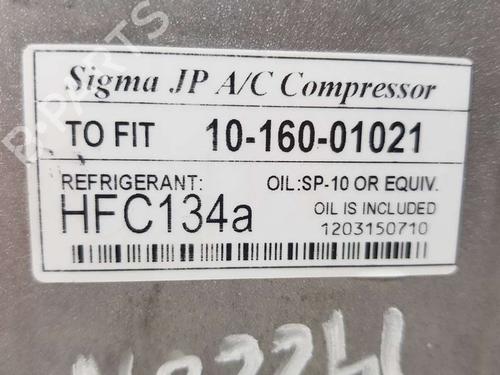 Sigma JP A/C Compressor
TO FIT 10-160-01021
REFRIGERANT: OIL:SP-10 OR EQUIV.
HFC134a OIL IS INCLUDED
1203150710
B-PARTS